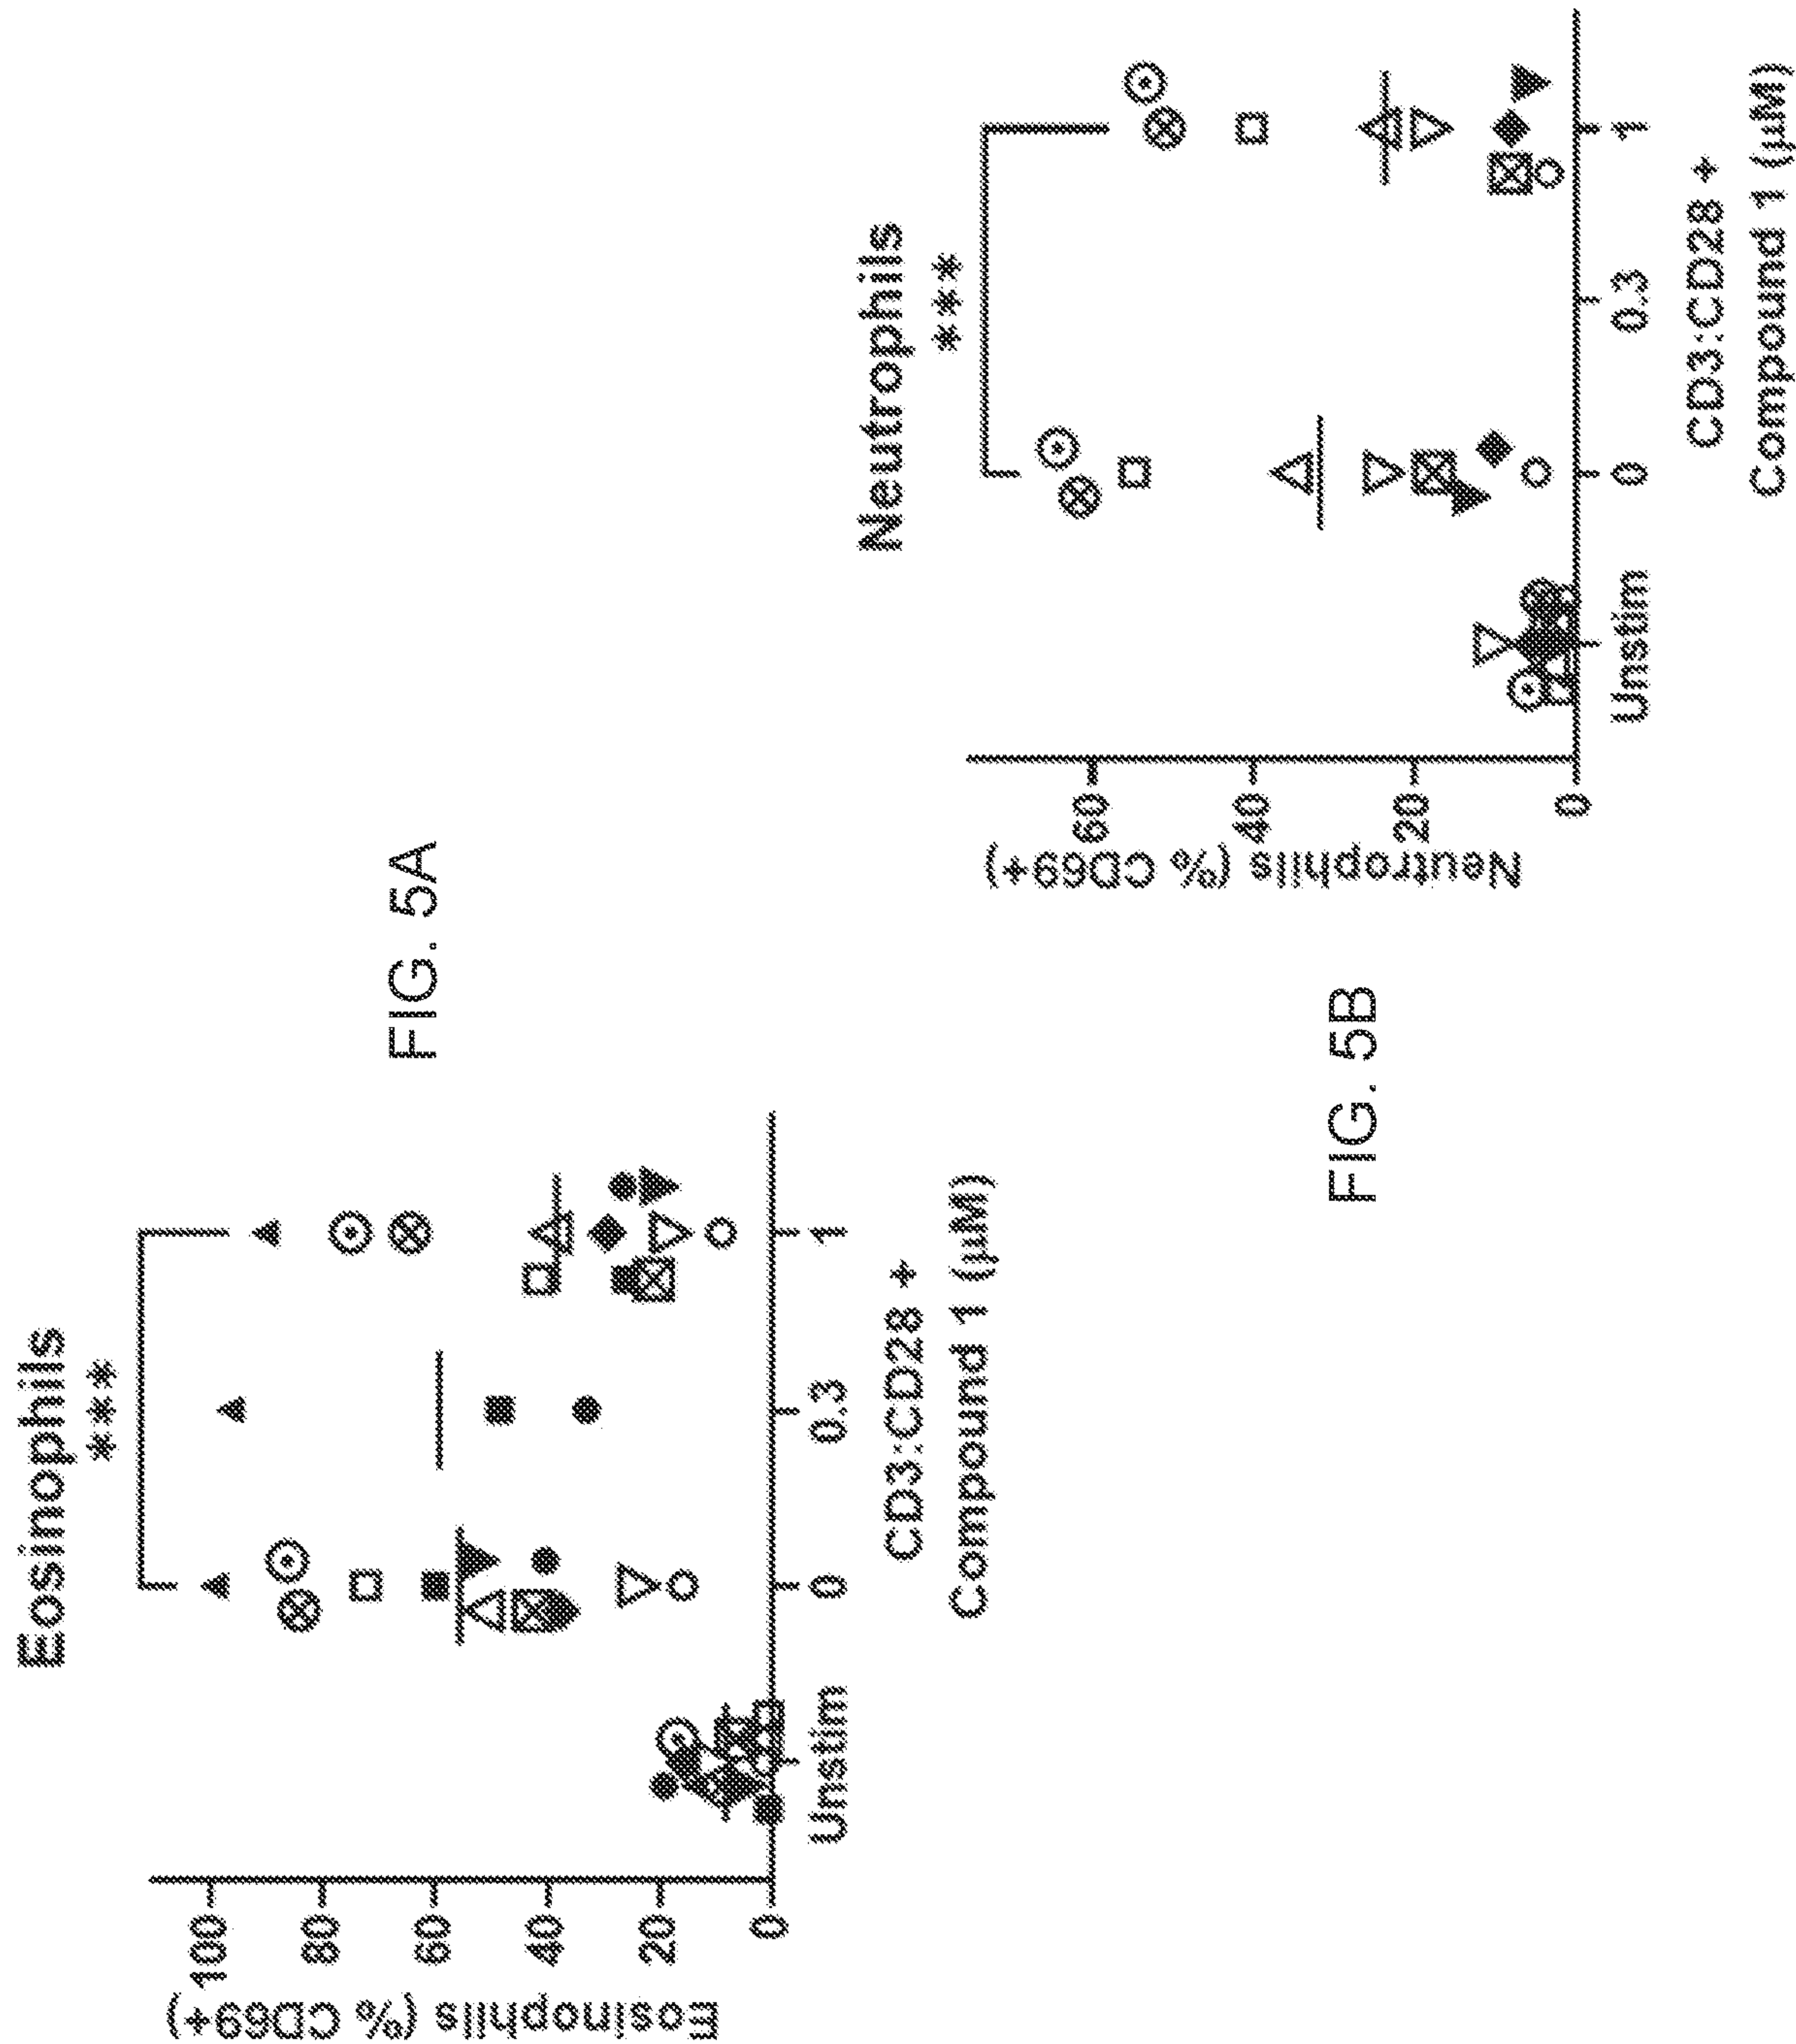 Eosinophils
***
Eosinophils (% CD69+)
100
80
60
40
20
0
Unstim
0
0.3
1
CD3::CD28 +
Compound 1 (µM)
FIG. 5A
Neutrophils
***
Neutrophils (% CD69+)
60
40
20
0
Unstim
0
0.3
1
CD3::CD28 +
Compound 1 (µM)
FIG. 5B